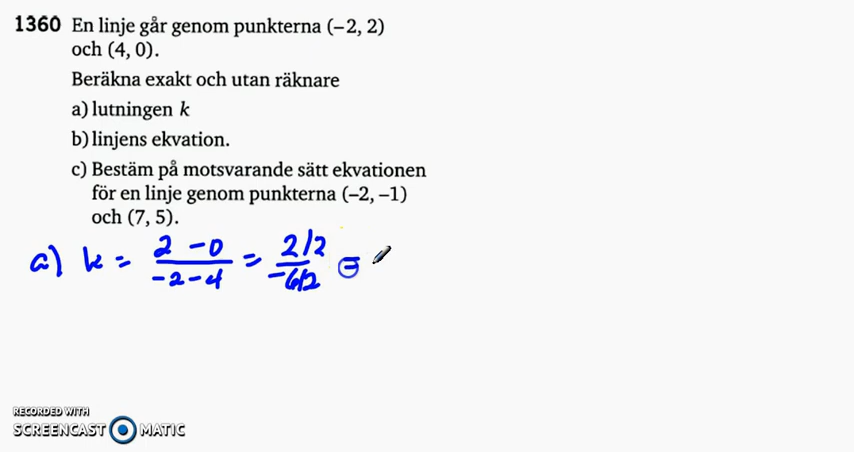 1360 En linje går genom punkterna (−2, 2)
och (4, 0).
Beräkna exakt och utan räknare
a) lutningen k
b) linjens ekvation.
c) Bestäm på motsvarande sätt ekvationen
för en linje genom punkterna (−2, −1)
och (7, 5).
a) k = (2 - 0)/(-2 - 4) = (2/2)/(-6/2) =
RECORDED WITH
SCREENCAST MATIC